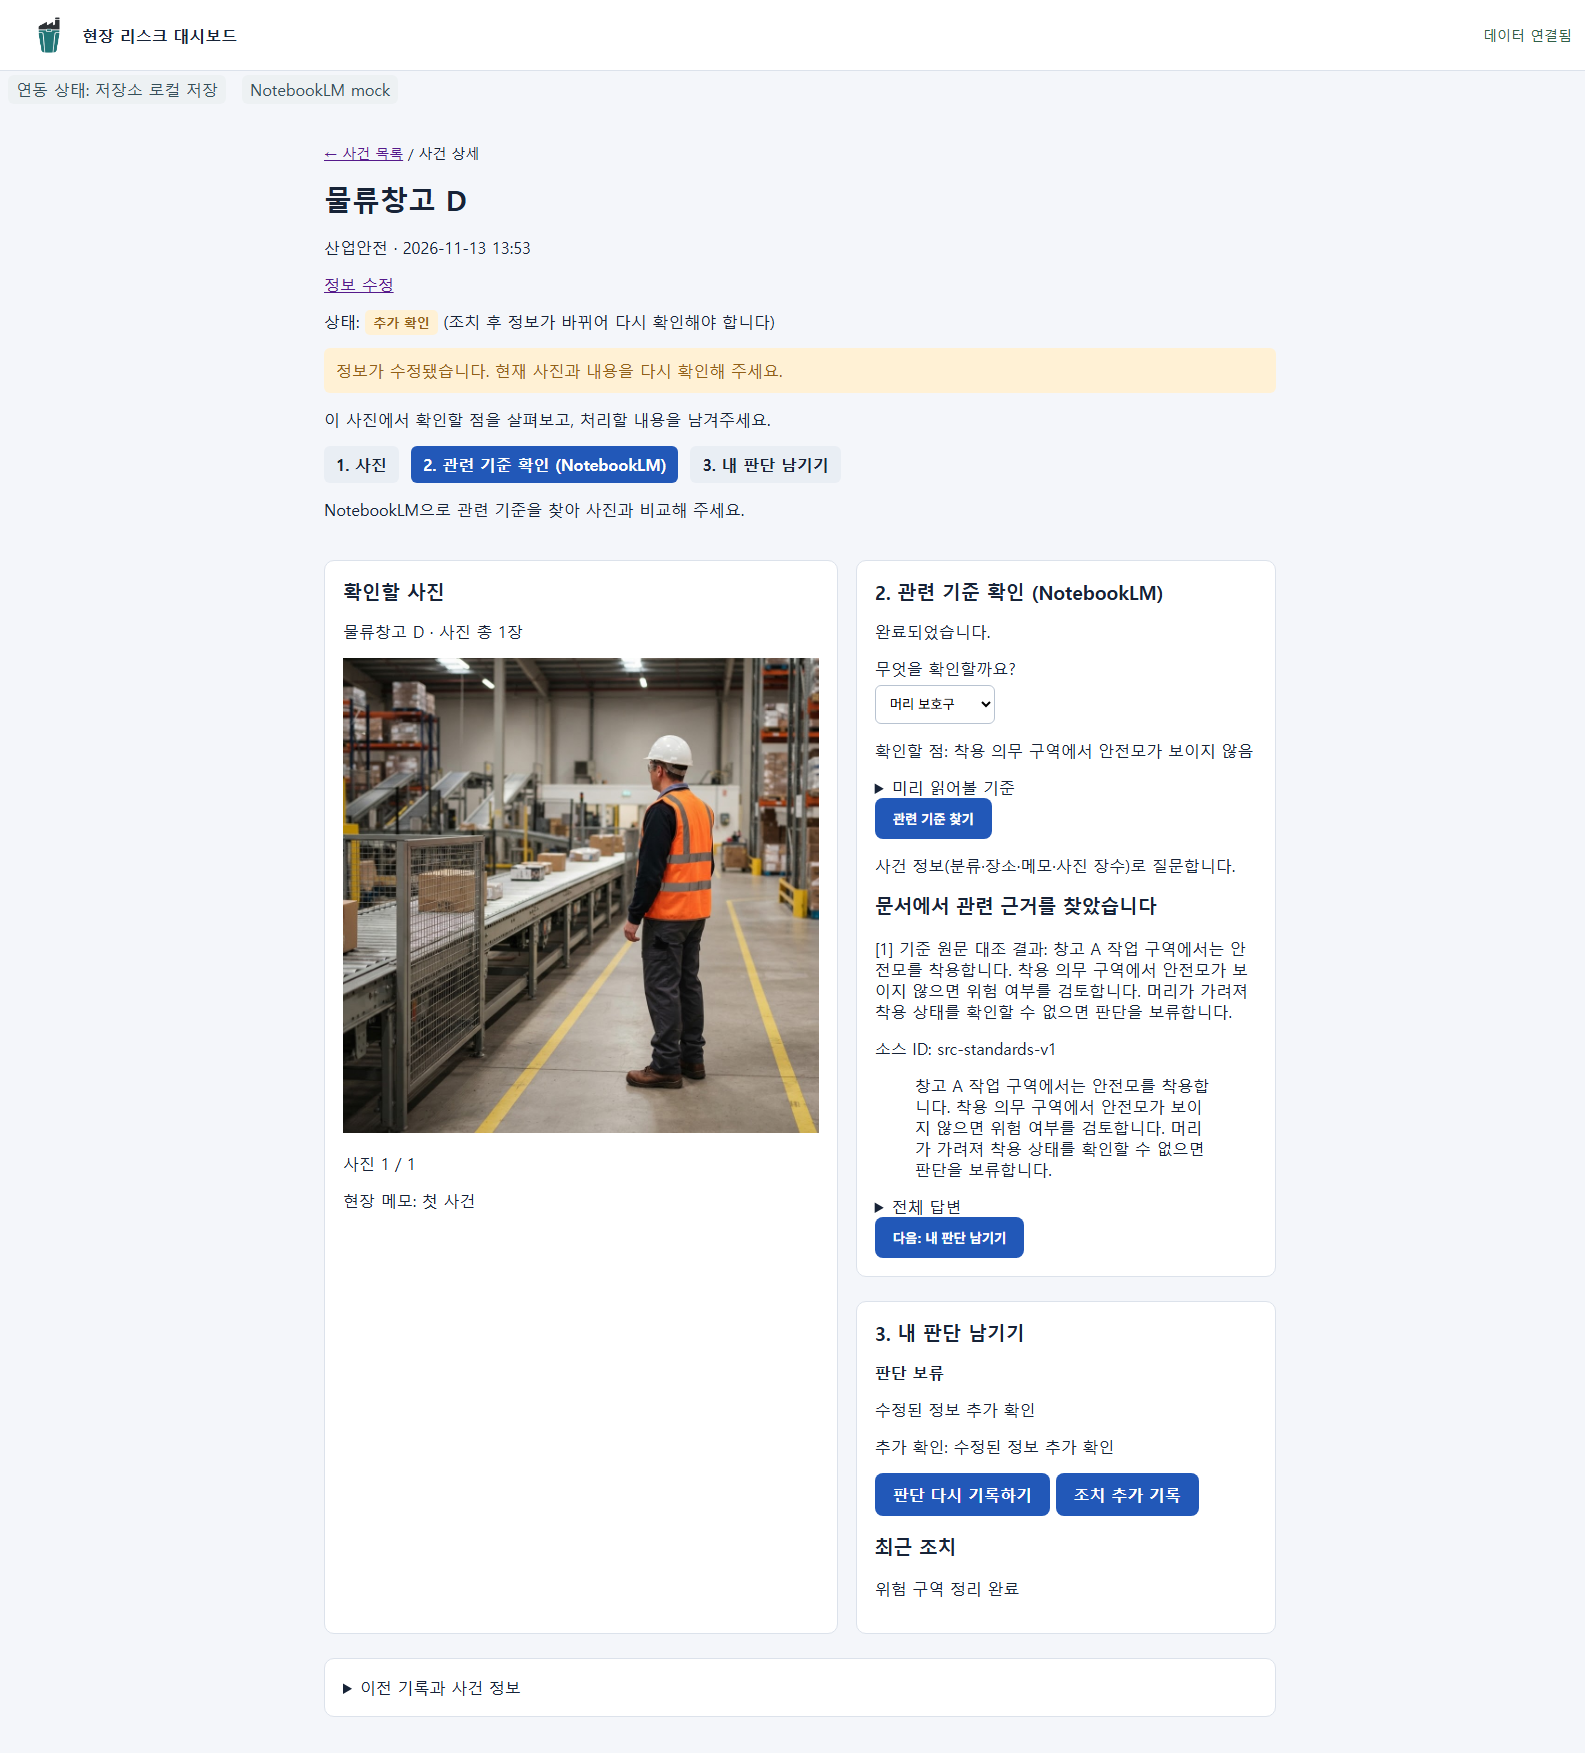 현장 리스크 대시보드
데이터 연결됨
연동 상태: 저장소 로컬 저장
NotebookLM mock
← 사건 목록 / 사건 상세
물류창고 D
산업안전 · 2026-11-13 13:53
정보 수정
상태: 추가 확인 (조치 후 정보가 바뀌어 다시 확인해야 합니다)
정보가 수정됐습니다. 현재 사진과 내용을 다시 확인해 주세요.
이 사진에서 확인할 점을 살펴보고, 처리할 내용을 남겨주세요.
1. 사진
2. 관련 기준 확인 (NotebookLM)
3. 내 판단 남기기
NotebookLM으로 관련 기준을 찾아 사진과 비교해 주세요.
확인할 사진
물류창고 D · 사진 총 1장
사진 1 / 1
현장 메모: 첫 사건
2. 관련 기준 확인 (NotebookLM)
완료되었습니다.
무엇을 확인할까요?
머리 보호구
확인할 점: 착용 의무 구역에서 안전모가 보이지 않음
▶ 미리 읽어볼 기준
관련 기준 찾기
사건 정보(분류·장소·메모·사진 장수)로 질문합니다.
문서에서 관련 근거를 찾았습니다
[1] 기준 원문 대조 결과: 창고 A 작업 구역에서는 안
전모를 착용합니다. 착용 의무 구역에서 안전모가 보
이지 않으면 위험 여부를 검토합니다. 머리가 가려져
착용 상태를 확인할 수 없으면 판단을 보류합니다.
소스 ID: src-standards-v1
창고 A 작업 구역에서는 안전모를 착용합
니다. 착용 의무 구역에서 안전모가 보이
지 않으면 위험 여부를 검토합니다. 머리
가 가려져 착용 상태를 확인할 수 없으면
판단을 보류합니다.
▶ 전체 답변
다음: 내 판단 남기기
3. 내 판단 남기기
판단 보류
수정된 정보 추가 확인
추가 확인: 수정된 정보 추가 확인
판단 다시 기록하기
조치 추가 기록
최근 조치
위험 구역 정리 완료
▶ 이전 기록과 사건 정보